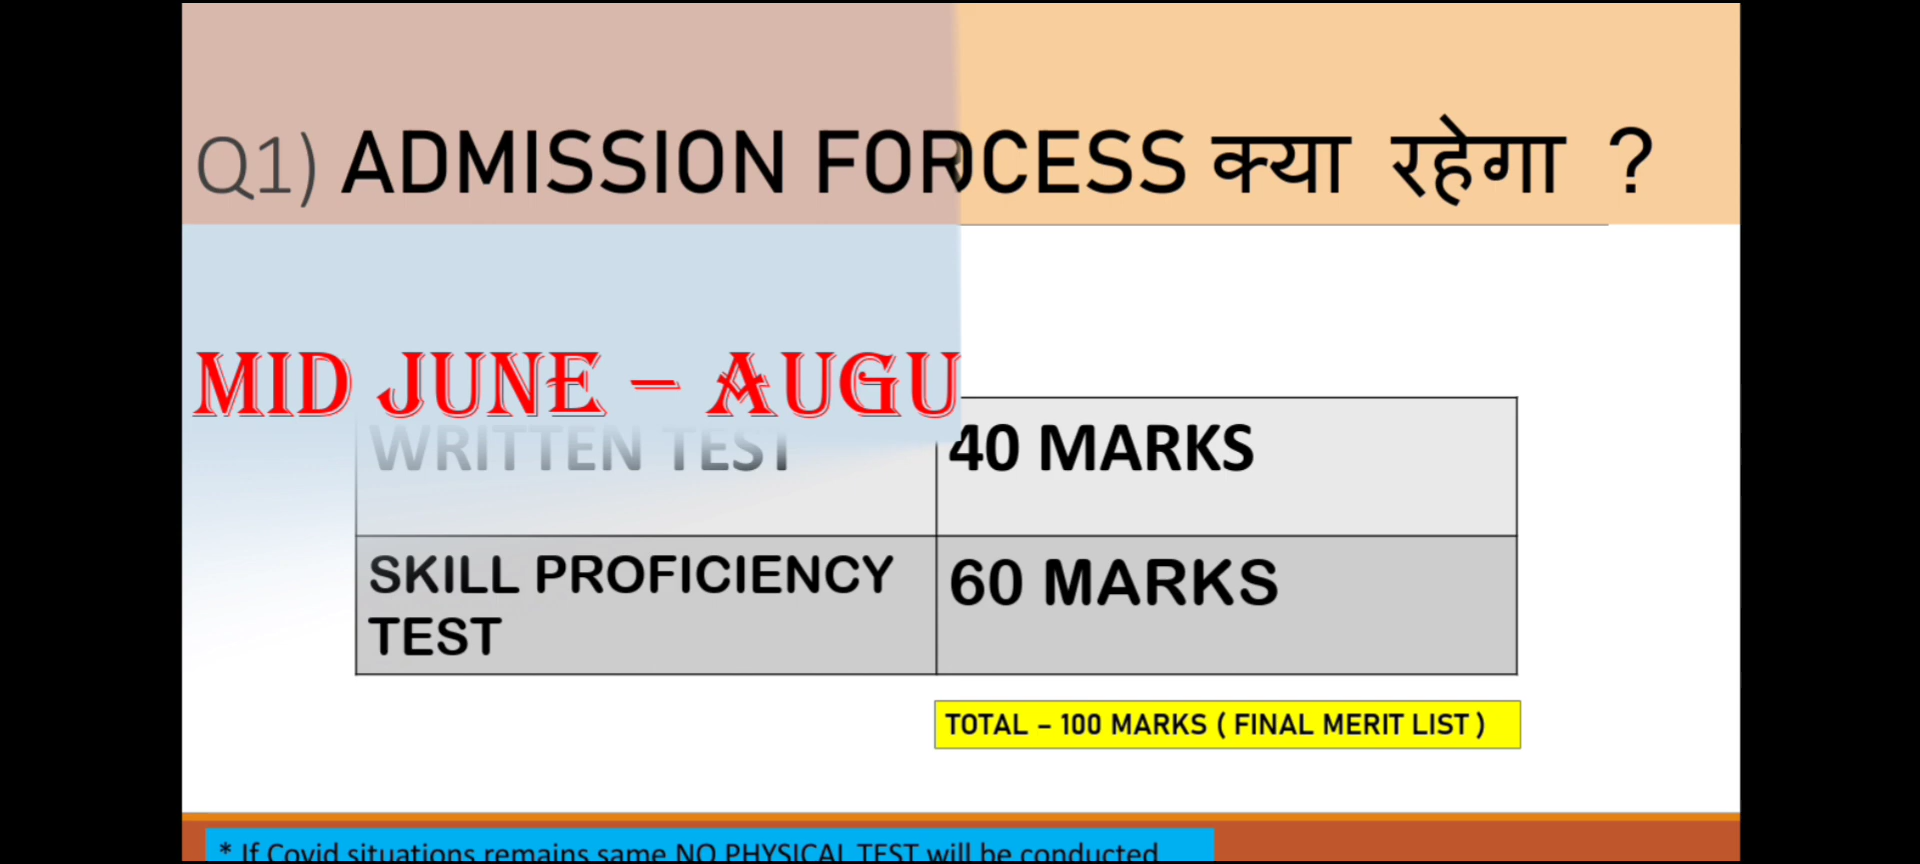 Q1) ADMISSION FORCESS क्या रहेगा ?
MID JUNE – AUGU
WRITTEN TEST 40 MARKS
SKILL PROFICIENCY TEST 60 MARKS
TOTAL – 100 MARKS ( FINAL MERIT LIST )
* If Covid situations remains same NO PHYSICAL TEST will be conducted